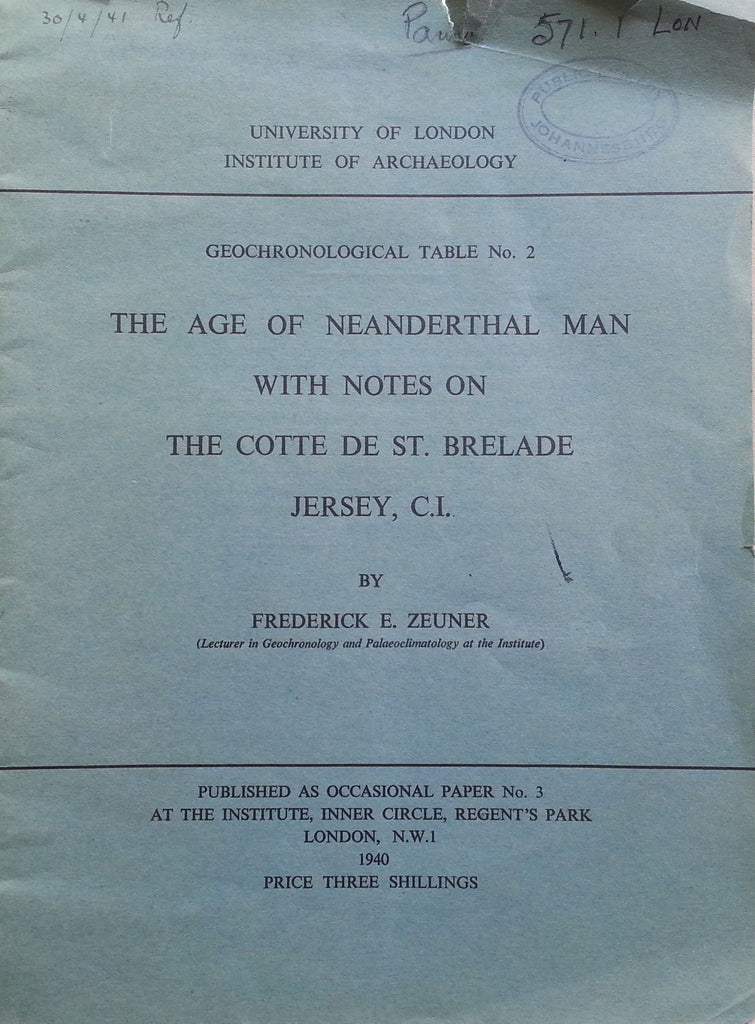 30/4/41 Ref.
571.1 LON
PUBLIC
JOHANNESBURG
UNIVERSITY OF LONDON
INSTITUTE OF ARCHAEOLOGY
GEOCHRONOLOGICAL TABLE No. 2
THE AGE OF NEANDERTHAL MAN
WITH NOTES ON
THE COTTE DE ST. BRELADE
JERSEY, C.I.
BY
FREDERICK E. ZEUNER
(Lecturer in Geochronology and Palaeoclimatology at the Institute)
PUBLISHED AS OCCASIONAL PAPER No. 3
AT THE INSTITUTE, INNER CIRCLE, REGENT'S PARK
LONDON, N.W.1
1940
PRICE THREE SHILLINGS